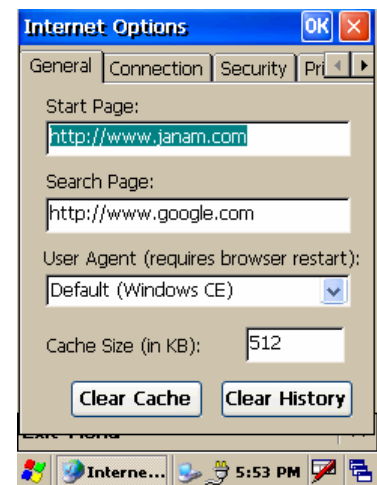 Internet Options OK
General Connection Security Pri
Start Page:
http://www.janam.com
Search Page:
http://www.google.com
User Agent (requires browser restart):
Default (Windows CE)
Cache Size (in KB): 512
Clear Cache Clear History
Interne... 5:53 PM